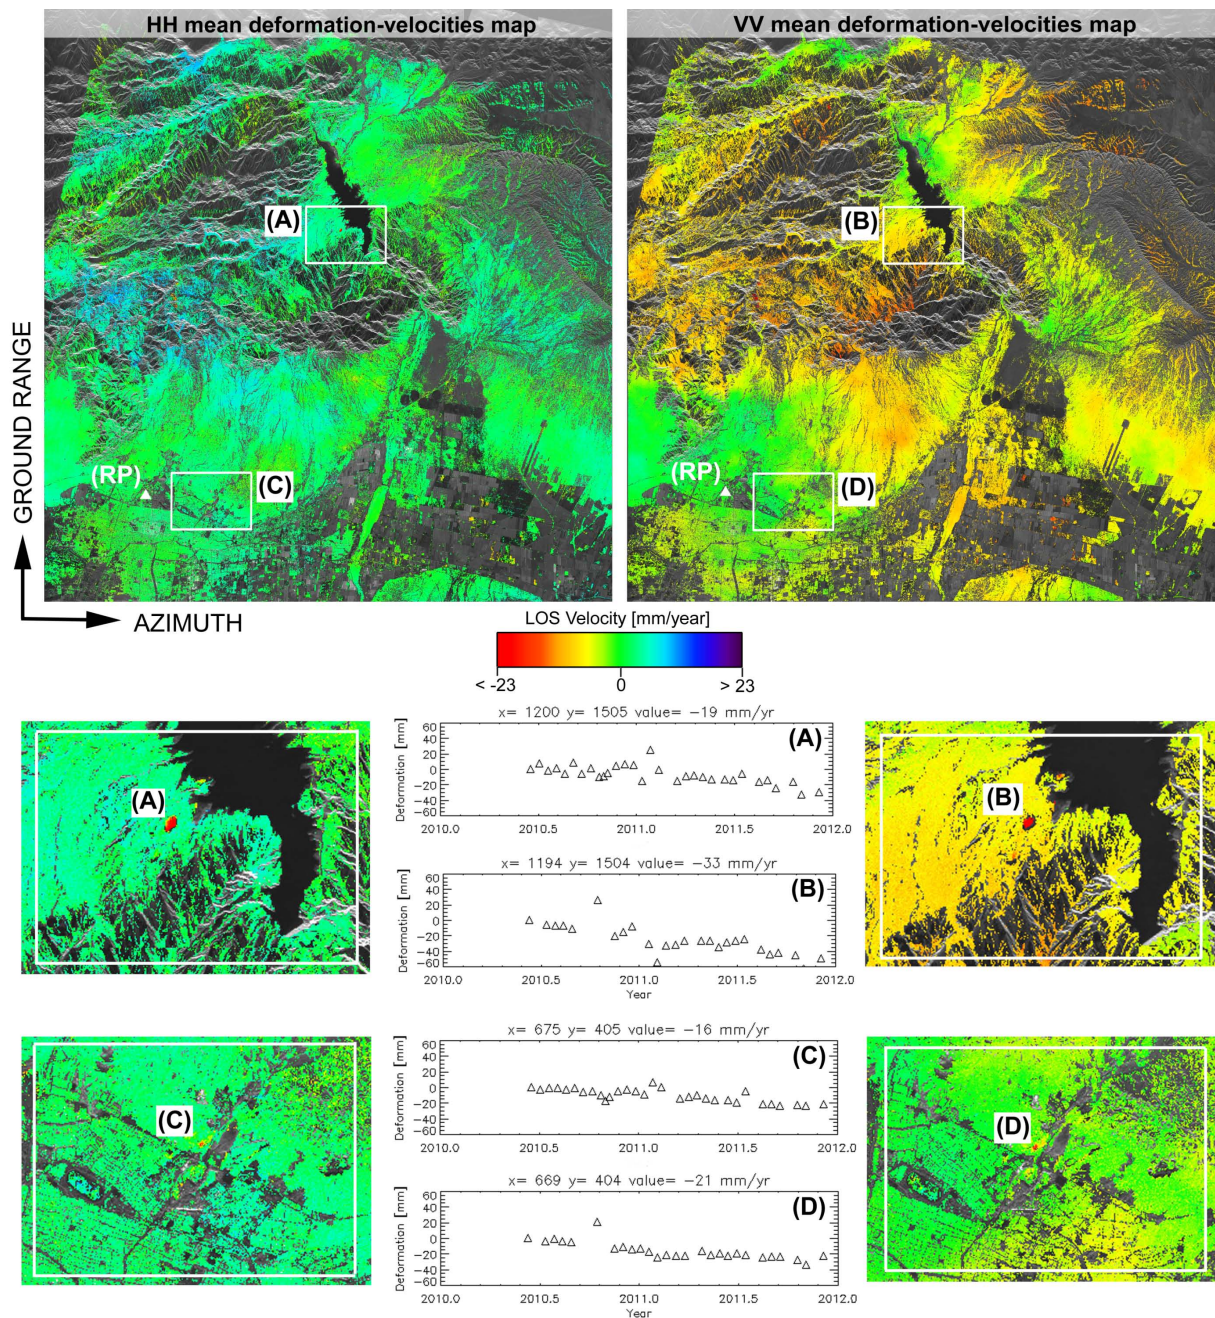 HH mean deformation-velocities map
VV mean deformation-velocities map
GROUND RANGE
AZIMUTH
(A)
(RP)
(C)
(B)
(RP)
(D)
LOS Velocity [mm/year]
< -23 0 > 23
(A)
x= 1200 y= 1505 value= -19 mm/yr
Deformation [mm]
60
40
20
0
-20
-40
-60
(A)
2010.0 2010.5 2011.0 2011.5 2012.0
x= 1194 y= 1504 value= -33 mm/yr
Deformation [mm]
60
40
20
0
-20
-40
-60
(B)
2010.0 2010.5 2011.0 2011.5 2012.0
Year
(B)
(C)
x= 675 y= 405 value= -16 mm/yr
Deformation [mm]
60
40
20
0
-20
-40
-60
(C)
2010.0 2010.5 2011.0 2011.5 2012.0
x= 669 y= 404 value= -21 mm/yr
Deformation [mm]
60
40
20
0
-20
-40
-60
(D)
2010.0 2010.5 2011.0 2011.5 2012.0
Year
(D)